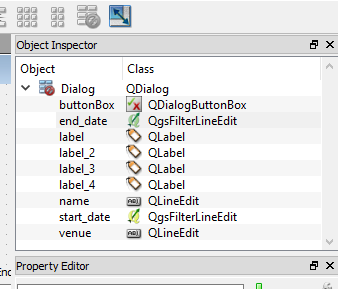 Object Inspector
Object Class
Dialog QDialog
buttonBox QDialogButtonBox
end_date QgsFilterLineEdit
label QLabel
label_2 QLabel
label_3 QLabel
label_4 QLabel
name QLineEdit
start_date QgsFilterLineEdit
venue QLineEdit
Property Editor